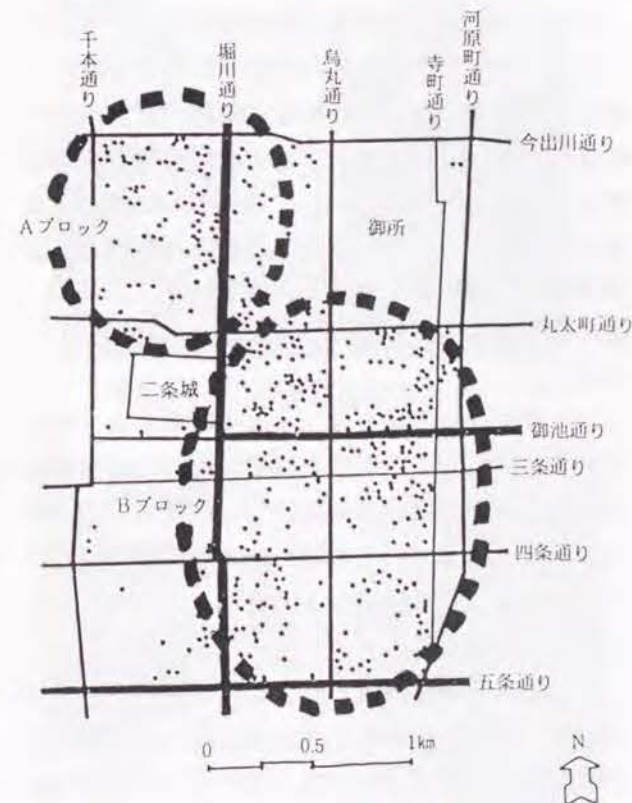 千本通り
堀川通り
烏丸通り
寺町通り
河原町通り
今出川通り
Aブロック
御所
丸太町通り
二条城
御池通り
三条通り
Bブロック
四条通り
五条通り
0 0.5 1km
N